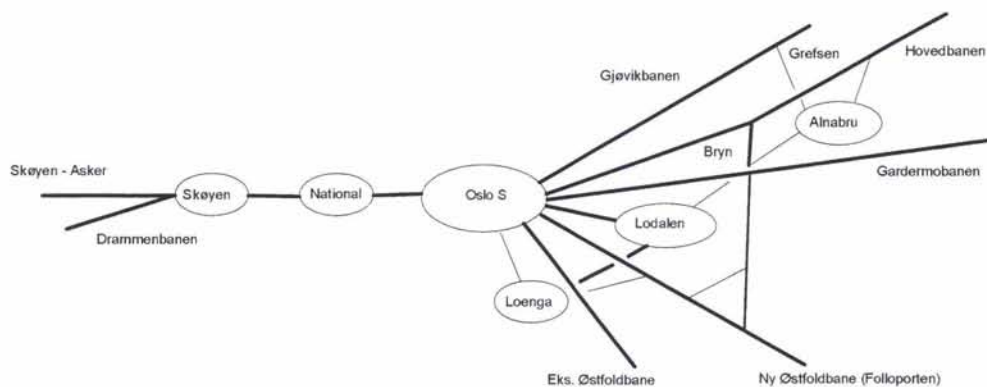 Grefsen
Hovedbanen
Gjøvikbanen
Alnabru
Bryn
Skøyen - Asker
Gardermobanen
Skøyen
National
Oslo S
Lodalen
Drammenbanen
Loenga
Eks. Østfoldbane
Ny Østfoldbane (Folloporten)